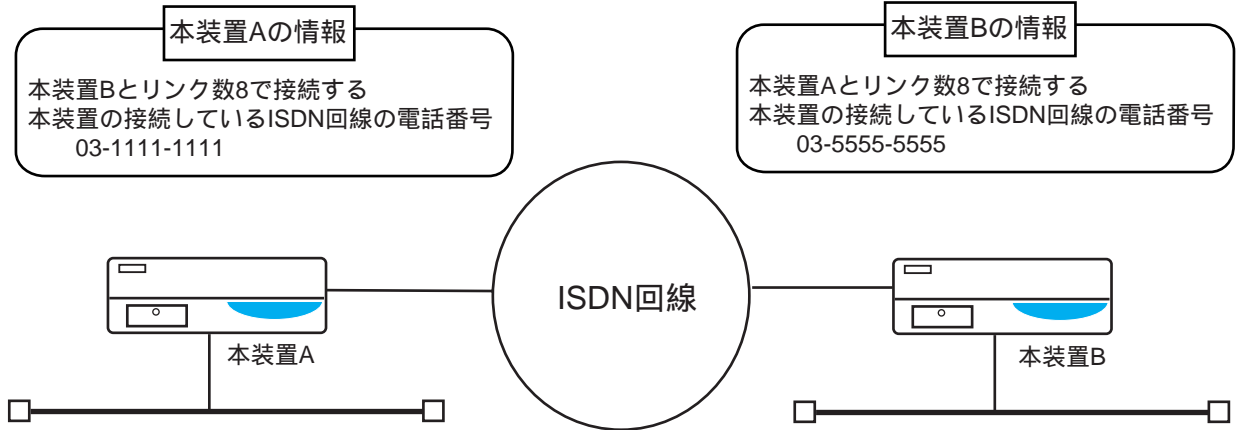 本装置Aの情報
本装置Bとリンク数8で接続する
本装置の接続しているISDN回線の電話番号
03-1111-1111
本装置Bの情報
本装置Aとリンク数8で接続する
本装置の接続しているISDN回線の電話番号
03-5555-5555
ISDN回線
本装置A
本装置B